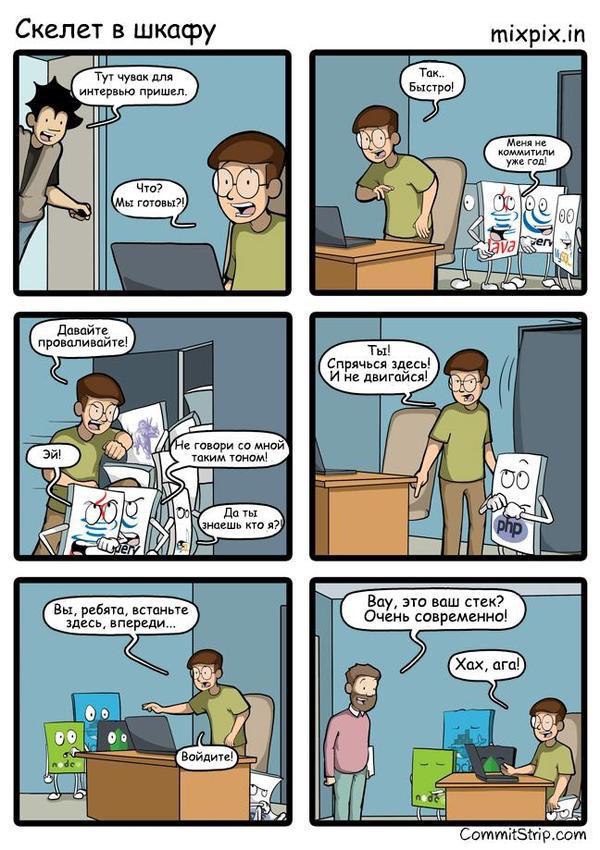 Скелет в шкафу
mixpix.in
Тут чувак для
интервью пришел.
Что?
Мы готовы?!
Так..
Быстро!
Меня не
коммитили
уже год!
Java
Давайте
проваливайте!
Эй!
Не говори со мной
таким тоном!
Да ты
знаешь кто я?
Ты!
Спрячься здесь!
И не двигайся!
php
Вы, ребята, встаньте
здесь, впереди...
node
Войдите!
Вау, это ваш стек?
Очень современно!
Хах, ага!
node
CommitStrip.com